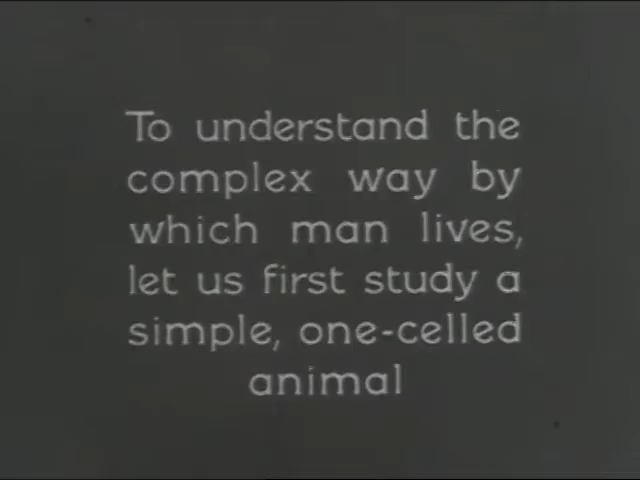 To understand the
complex way by
which man lives,
let us first study a
simple, one-celled
animal